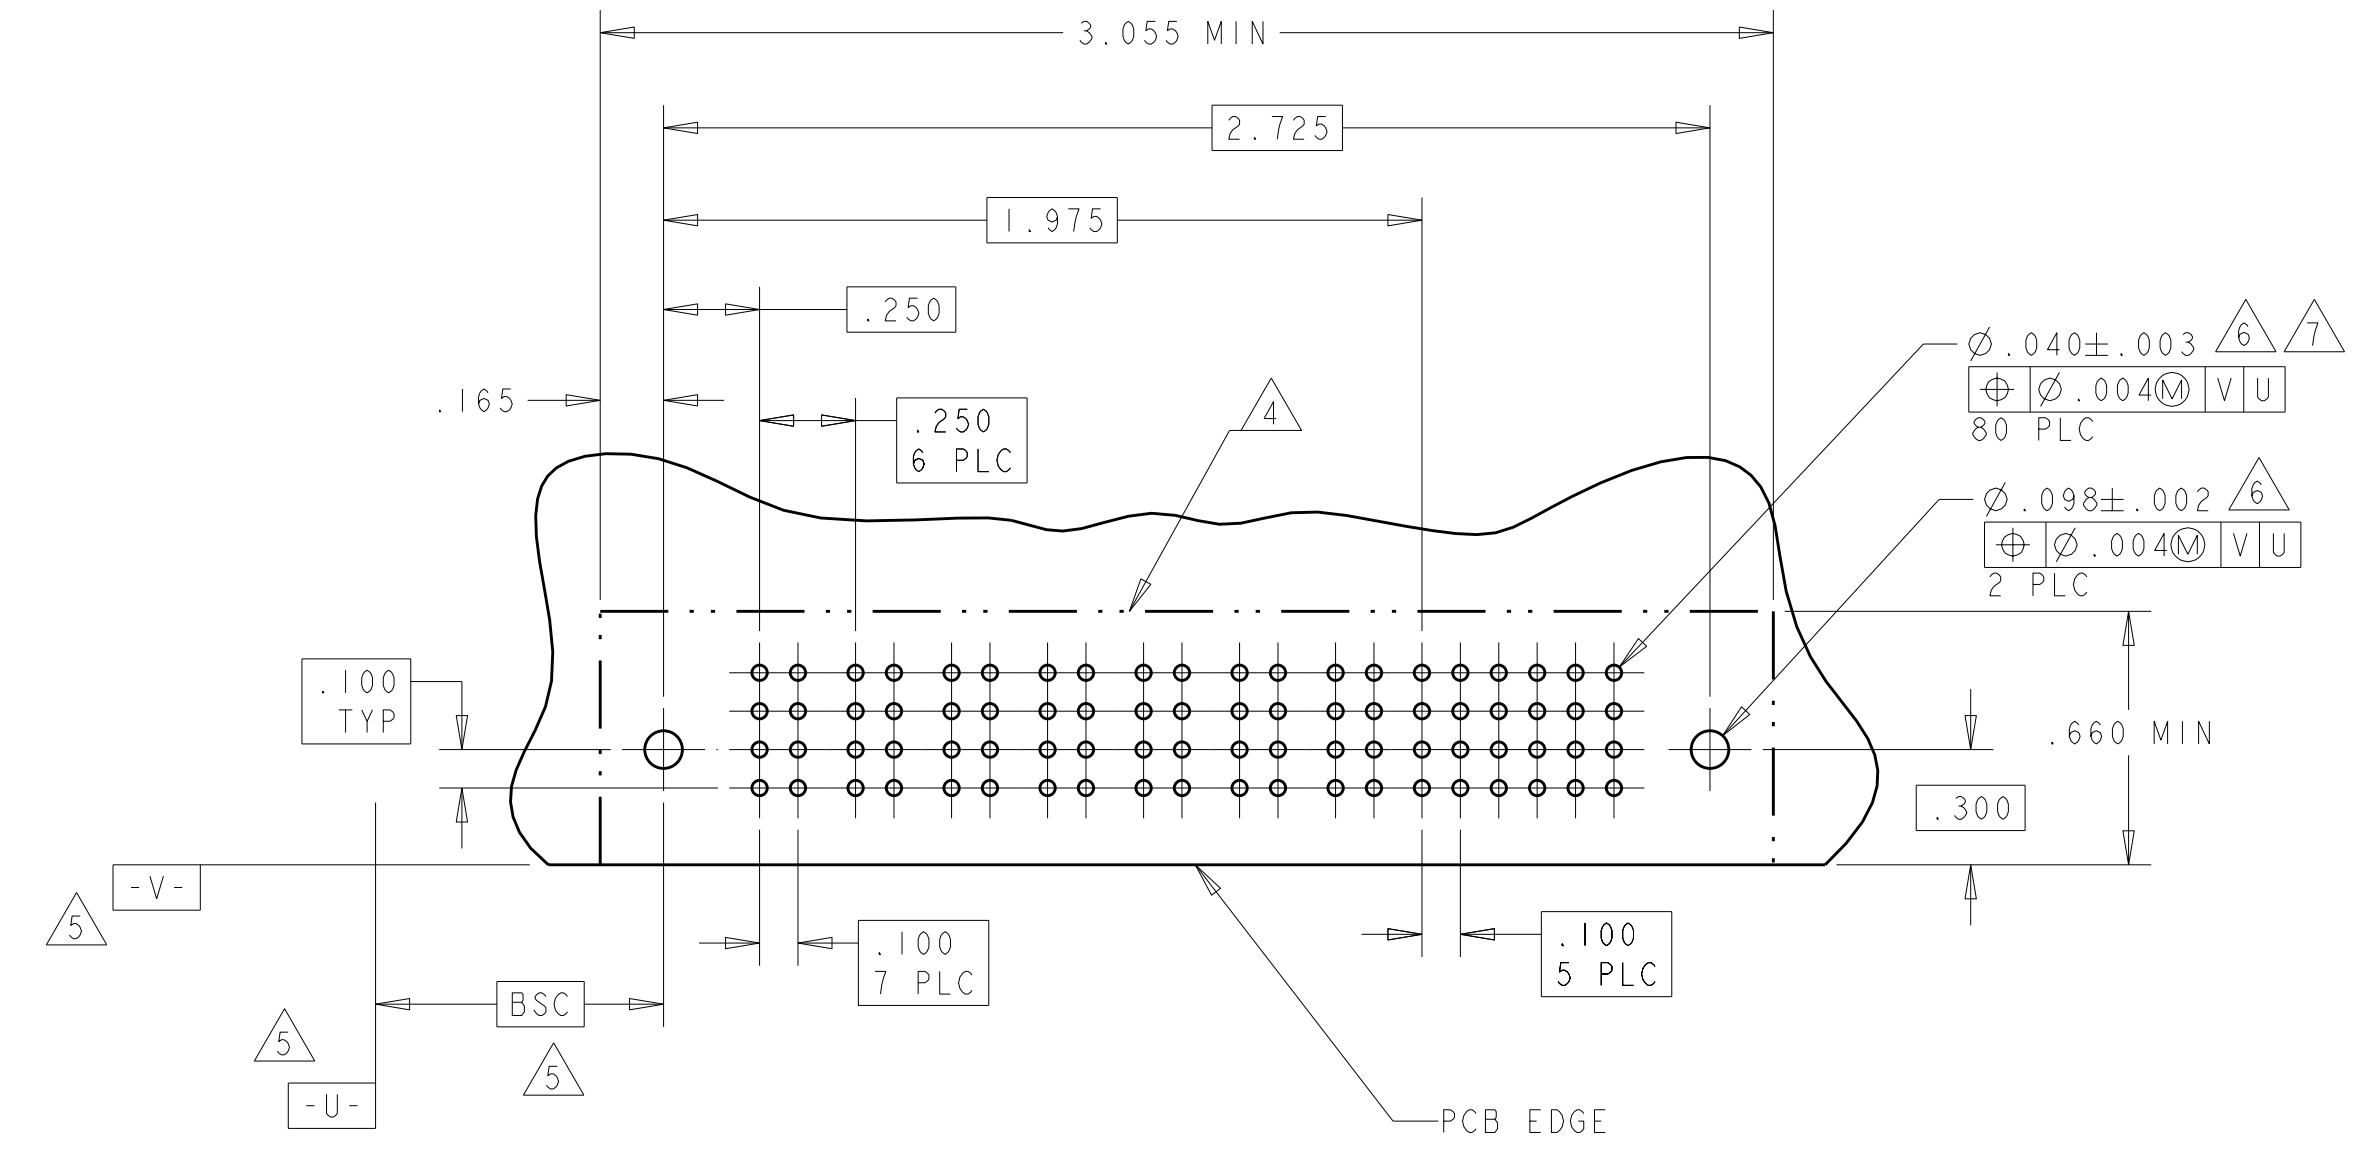 3.055 MIN
2.725
1.975
.250
.165
.250
6 PLC
4
Ø.040±.003 6 7
⌖ Ø.004Ⓜ V U
80 PLC
Ø.098±.002 6
⌖ Ø.004Ⓜ V U
2 PLC
.100
TYP
.660 MIN
.300
-V-
5
.100
7 PLC
.100
5 PLC
BSC
5
5
-U-
PCB EDGE